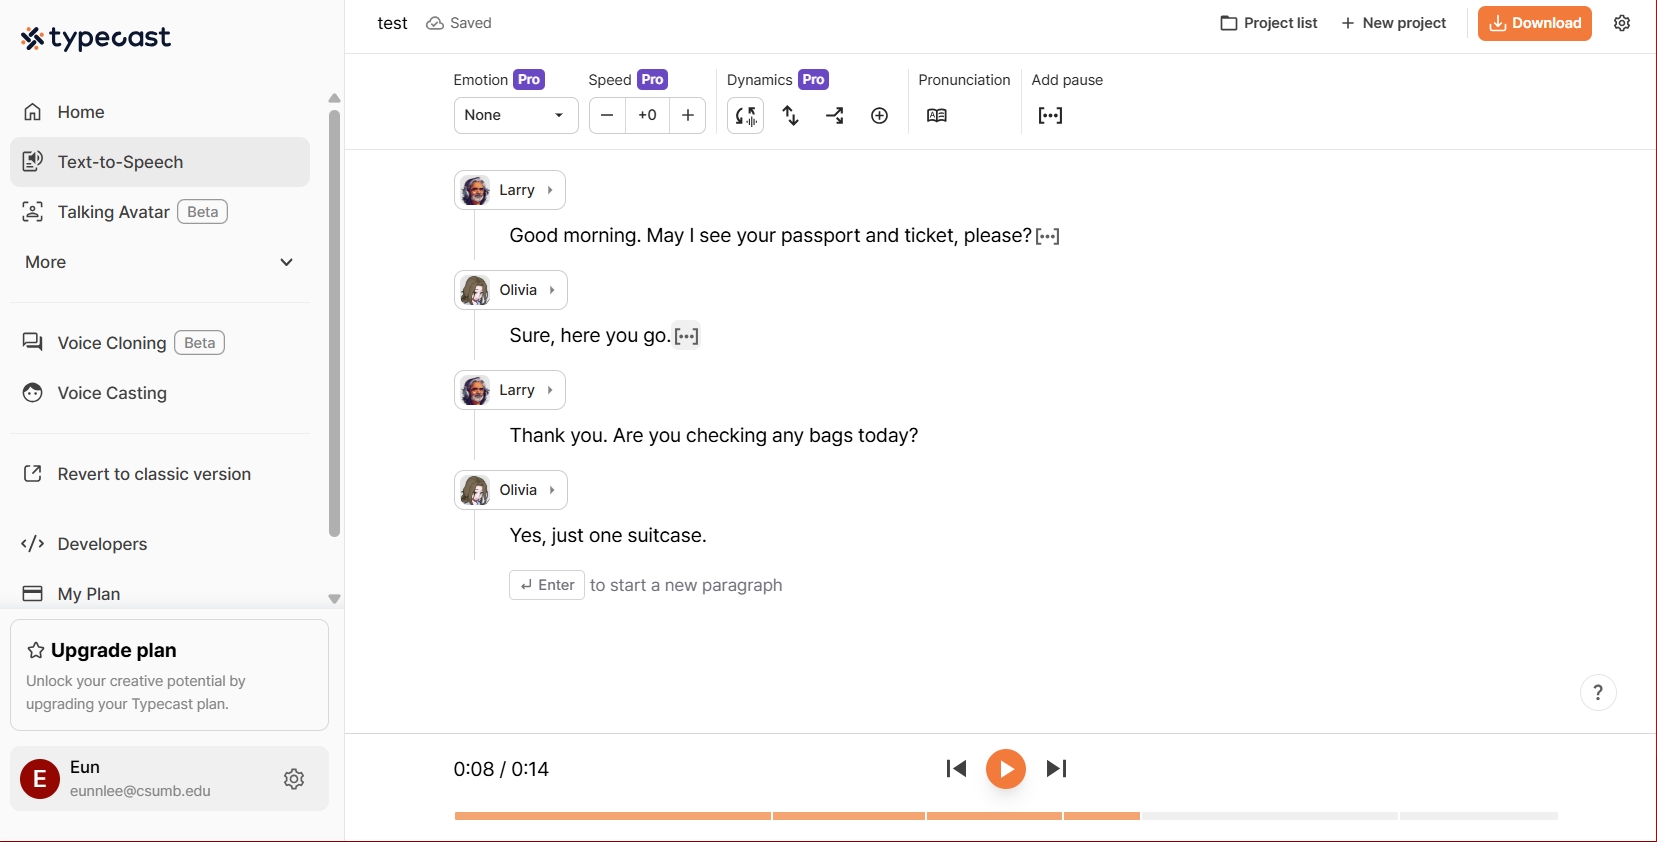 typecast
Home
Text-to-Speech
Talking Avatar Beta
More
Voice Cloning Beta
Voice Casting
Revert to classic version
Developers
My Plan
Upgrade plan
Unlock your creative potential by
upgrading your Typecast plan.
E
Eun
eunnlee@csumb.edu
test
Saved
Project list
+ New project
Download
Emotion Pro
Speed Pro
Dynamics Pro
Pronunciation
Add pause
None
− +0 +
[···]
Larry
Good morning. May I see your passport and ticket, please? [···]
Olivia
Sure, here you go. [···]
Larry
Thank you. Are you checking any bags today?
Olivia
Yes, just one suitcase.
↵ Enter to start a new paragraph
?
0:08 / 0:14